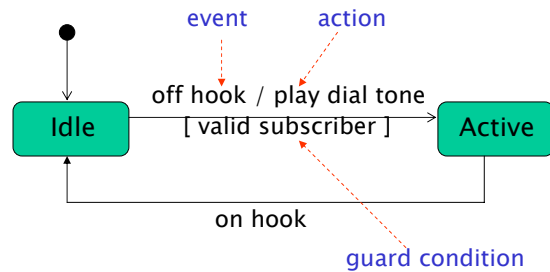 event action
off hook / play dial tone
Idle [ valid subscriber ] Active
on hook
guard condition